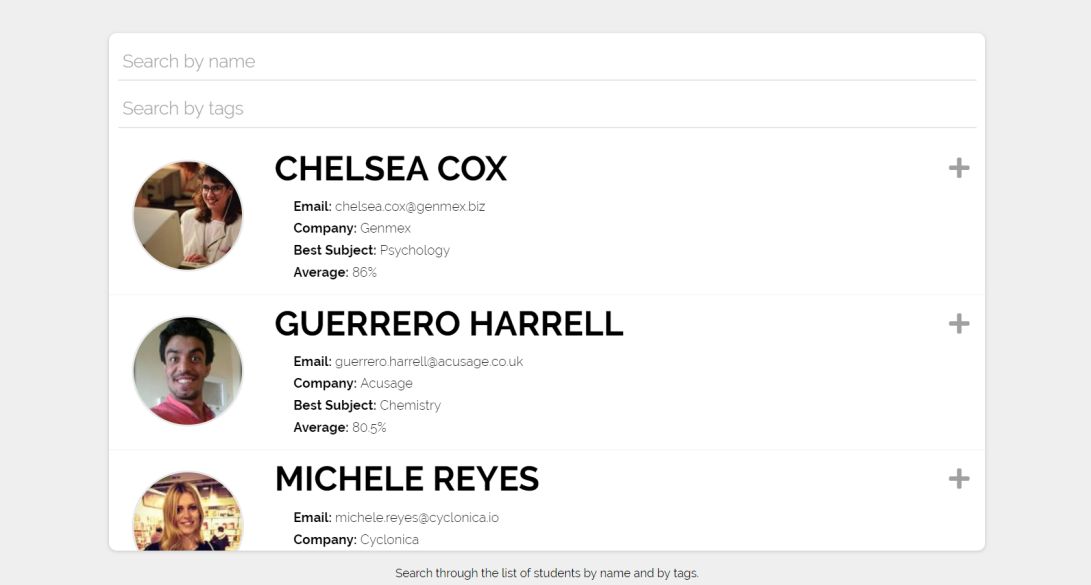 Search by name
Search by tags
CHELSEA COX
Email: chelsea.cox@genmex.biz
Company: Genmex
Best Subject: Psychology
Average: 86%
GUERRERO HARRELL
Email: guerrero.harrell@acusage.co.uk
Company: Acusage
Best Subject: Chemistry
Average: 80.5%
MICHELE REYES
Email: michele.reyes@cyclonica.io
Company: Cyclonica
Search through the list of students by name and by tags.